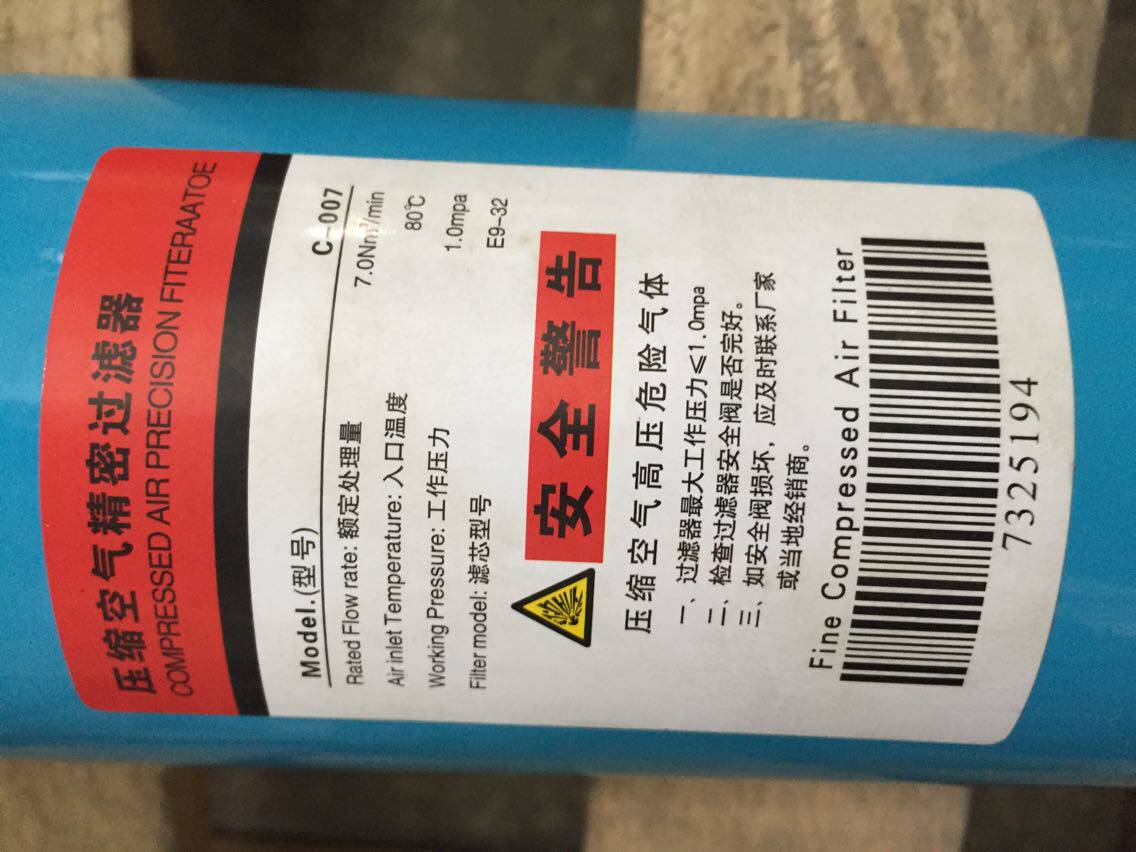 压缩空气精密过滤器
COMPRESSED AIR PRECISION FITERAATOE
Model.(型号) C-007
Rated Flow rate: 额定处理量 7.0Nm³/min
Air inlet Temperature: 入口温度 80℃
Working Pressure: 工作压力 1.0mpa
Filter model: 滤芯型号 E9-32
安全警告
压缩空气高压危险气体
一、过滤器最大工作压力≤1.0mpa
二、检查过滤器安全阀是否完好。
三、如安全阀损坏，应及时联系厂家
或当地经销商。
Fine Compressed Air Filter
7325194